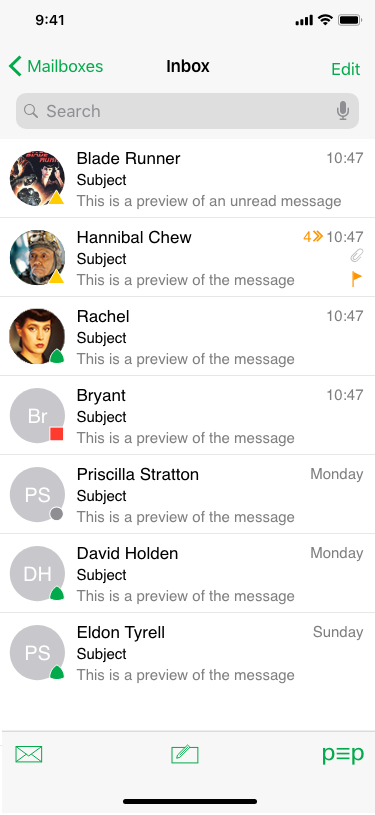 9:41
Mailboxes
Inbox
Edit
Search
BLADE RUNNER
Blade Runner
10:47
Subject
This is a preview of an unread message
Hannibal Chew
4 10:47
Subject
This is a preview of the message
Rachel
10:47
Subject
This is a preview of the message
Br
Bryant
10:47
Subject
This is a preview of the message
PS
Priscilla Stratton
Monday
Subject
This is a preview of the message
DH
David Holden
Monday
Subject
This is a preview of the message
PS
Eldon Tyrell
Sunday
Subject
This is a preview of the message
p≡p